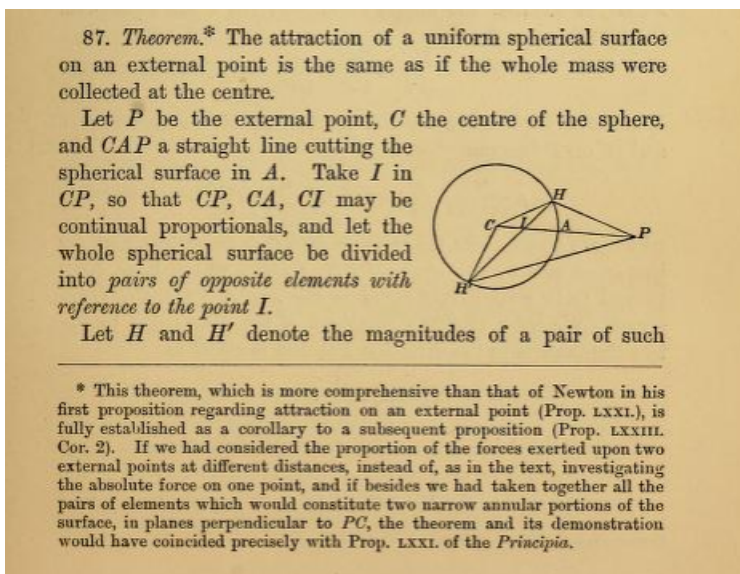 87. Theorem.* The attraction of a uniform spherical surface
on an external point is the same as if the whole mass were
collected at the centre.
Let P be the external point, C the centre of the sphere,
and CAP a straight line cutting the
spherical surface in A. Take I in
CP, so that CP, CA, CI may be
continual proportionals, and let the
whole spherical surface be divided
into pairs of opposite elements with
reference to the point I.
H
C I A P
H'
Let H and H′ denote the magnitudes of a pair of such
* This theorem, which is more comprehensive than that of Newton in his
first proposition regarding attraction on an external point (Prop. LXXI.), is
fully established as a corollary to a subsequent proposition (Prop. LXXIII.
Cor. 2). If we had considered the proportion of the forces exerted upon two
external points at different distances, instead of, as in the text, investigating
the absolute force on one point, and if besides we had taken together all the
pairs of elements which would constitute two narrow annular portions of the
surface, in planes perpendicular to PC, the theorem and its demonstration
would have coincided precisely with Prop. LXXI. of the Principia.